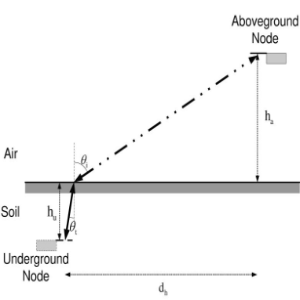 Aboveground
Node
hₐ
Air
θᵢ
Soil
hᵤ
θₜ
Underground
Node
dₕ